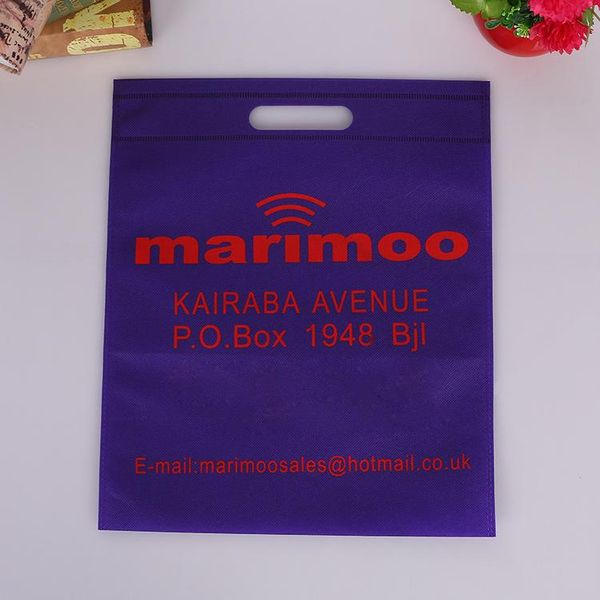 marimoo
KAIRABA AVENUE
P.O.Box 1948 Bjl
E-mail:marimoosales@hotmail.co.uk